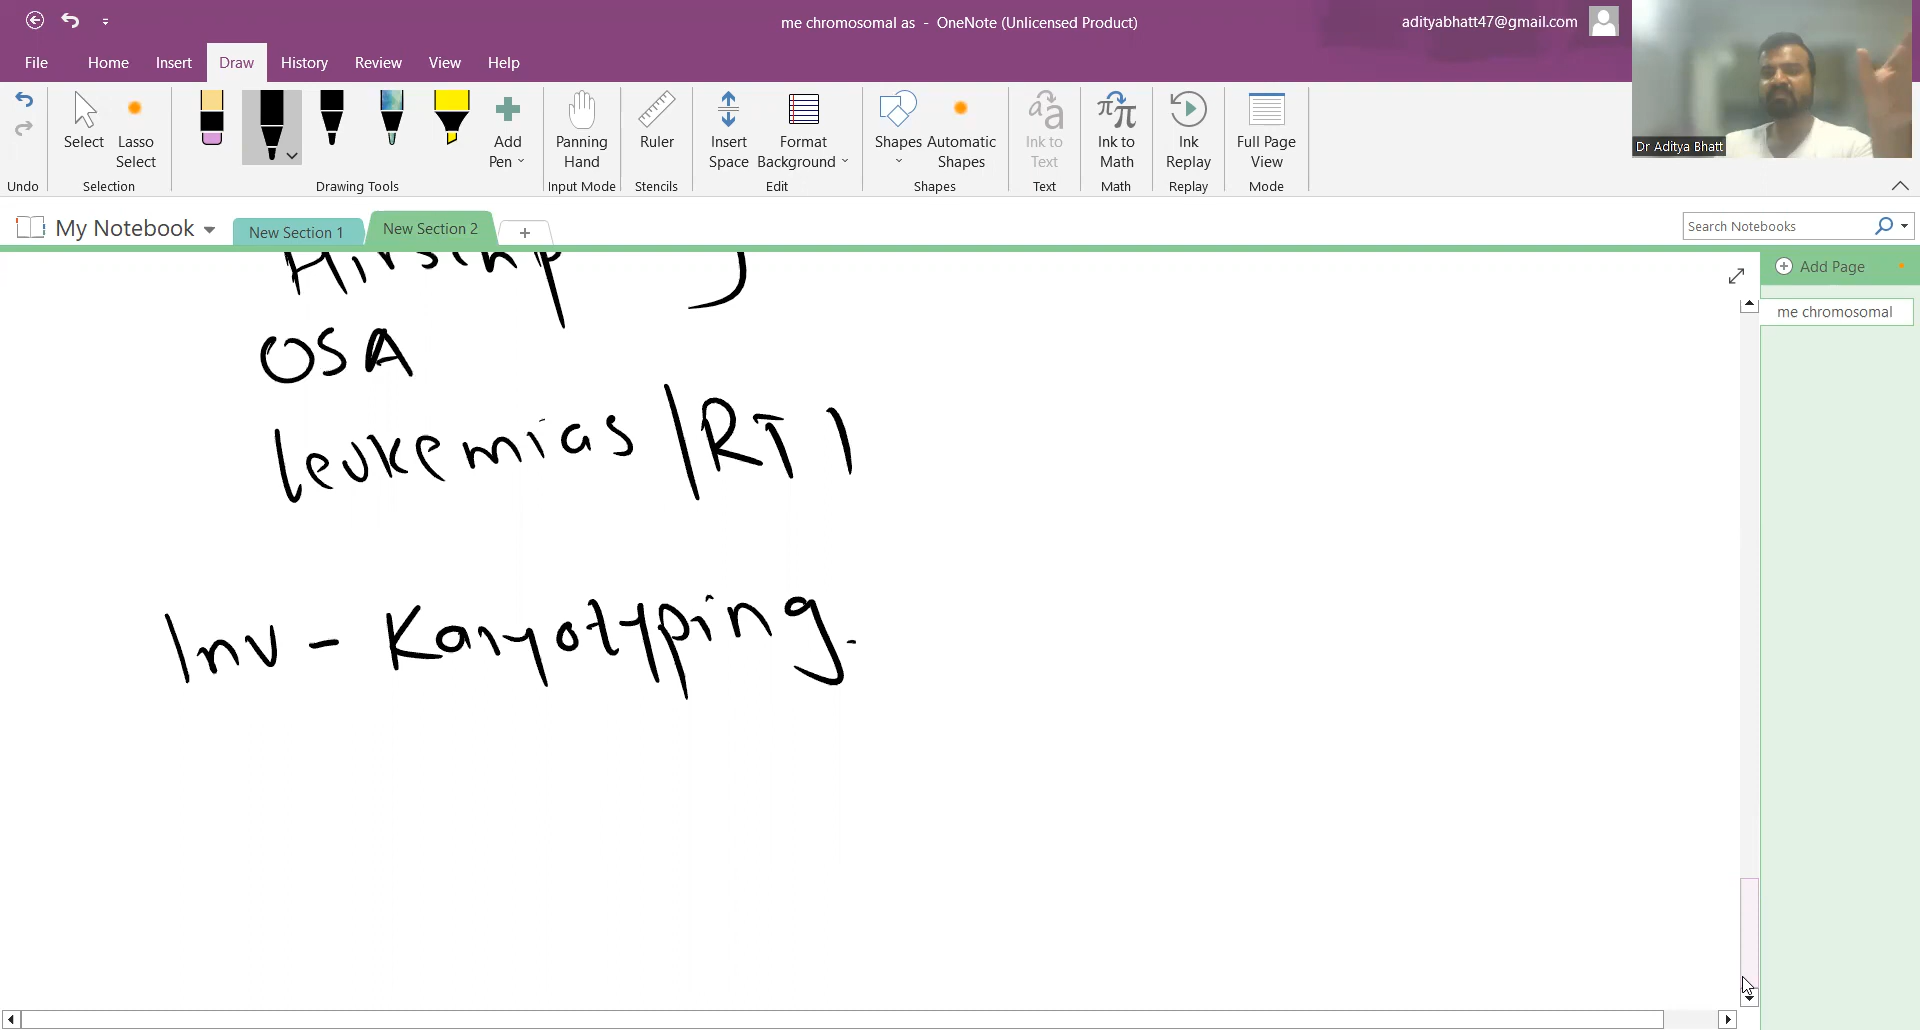 me chromosomal as - OneNote (Unlicensed Product)
adityabhatt47@gmail.com
File Home Insert Draw History Review View Help
Dr Aditya Bhatt
Select
Lasso Select
Add Pen
Panning Hand
Ruler
Insert Space
Format Background
Shapes
Automatic Shapes
Ink to Text
Ink to Math
Ink Replay
Full Page View
Undo Selection Drawing Tools Input Mode Stencils Edit Shapes Text Math Replay Mode
My Notebook New Section 1 New Section 2 +
Search Notebooks
Add Page
me chromosomal
OSA
leukemias / RTI
Inv - Karyotyping.